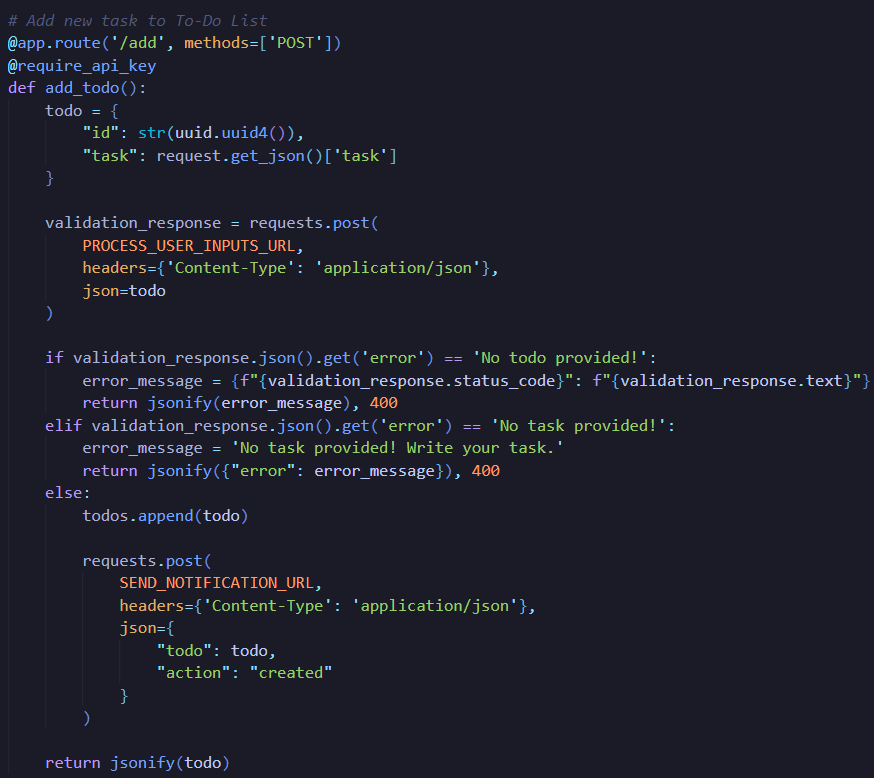 # Add new task to To-Do List
@app.route('/add', methods=['POST'])
@require_api_key
def add_todo():
    todo = {
        "id": str(uuid.uuid4()),
        "task": request.get_json()['task']
    }

    validation_response = requests.post(
        PROCESS_USER_INPUTS_URL,
        headers={'Content-Type': 'application/json'},
        json=todo
    )

    if validation_response.json().get('error') == 'No todo provided!':
        error_message = {f"{validation_response.status_code}": f"{validation_response.text}"}
        return jsonify(error_message), 400
    elif validation_response.json().get('error') == 'No task provided!':
        error_message = 'No task provided! Write your task.'
        return jsonify({"error": error_message}), 400
    else:
        todos.append(todo)

        requests.post(
            SEND_NOTIFICATION_URL,
            headers={'Content-Type': 'application/json'},
            json={
                "todo": todo,
                "action": "created"
            }
        )

    return jsonify(todo)